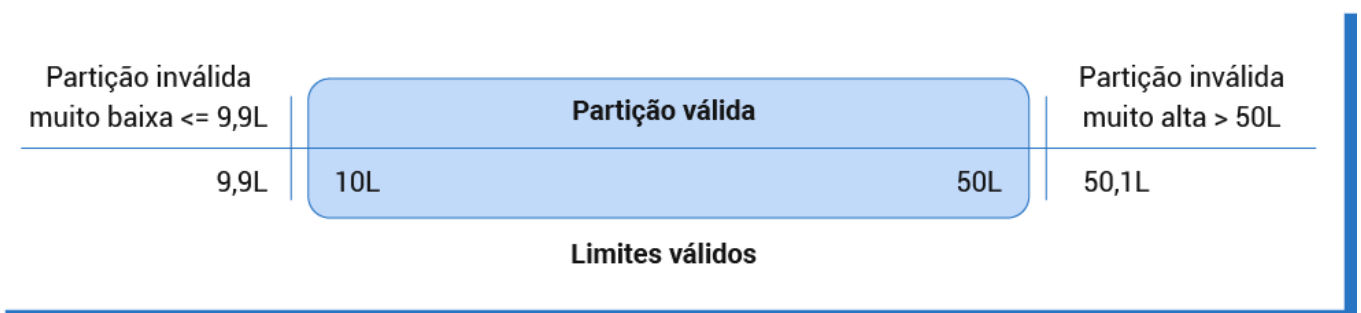 Partição inválida
muito baixa <= 9,9L
Partição válida
Partição inválida
muito alta > 50L
9,9L
10L
50L
50,1L
Limites válidos